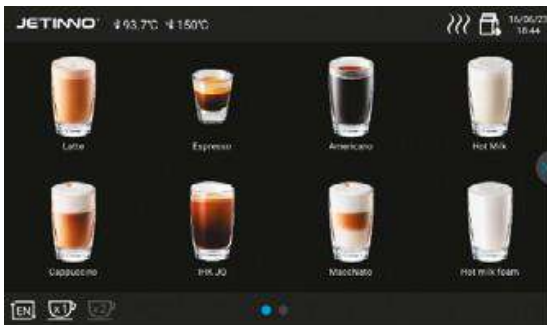 JETINNO 93.7°C 150°C
16/06/23
18:44
Latte Espresso Americano Hot Milk
Cappuccino Macchiato Hot milk foam
EN x1 x2